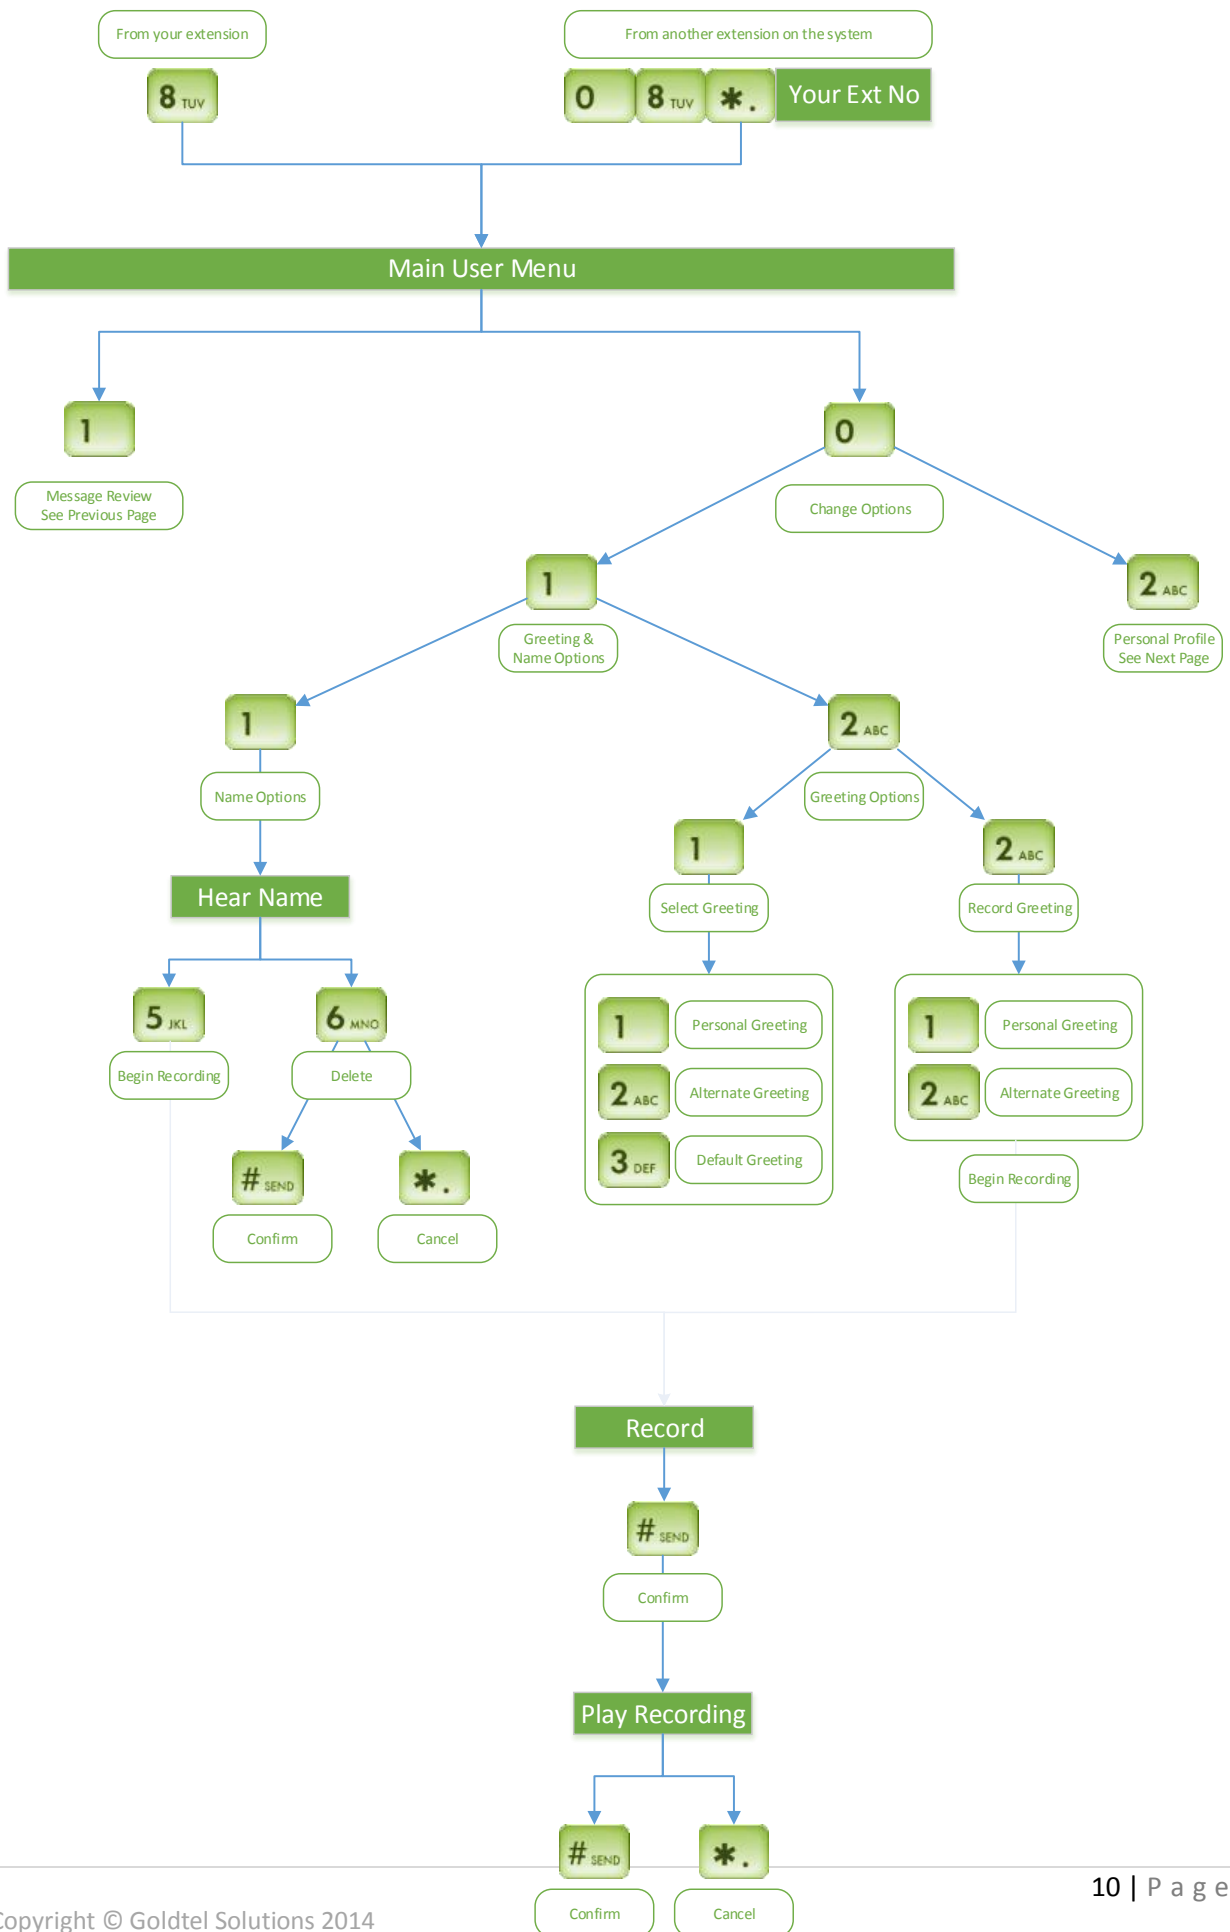 From your extension
From another extension on the system
8 TUV
0 8 TUV *. Your Ext No
Main User Menu
1
0
Message Review
See Previous Page
Change Options
1
2 ABC
Greeting &
Name Options
Personal Profile
See Next Page
1
2 ABC
Name Options
Greeting Options
1
2 ABC
Hear Name
Select Greeting
Record Greeting
5 JKL
6 MNO
1 Personal Greeting
1 Personal Greeting
Begin Recording
Delete
2 ABC Alternate Greeting
2 ABC Alternate Greeting
# SEND
*.
3 DEF Default Greeting
Begin Recording
Confirm
Cancel
Record
# SEND
Confirm
Play Recording
# SEND
*.
10 | Page
Confirm
Cancel
Copyright © Goldtel Solutions 2014